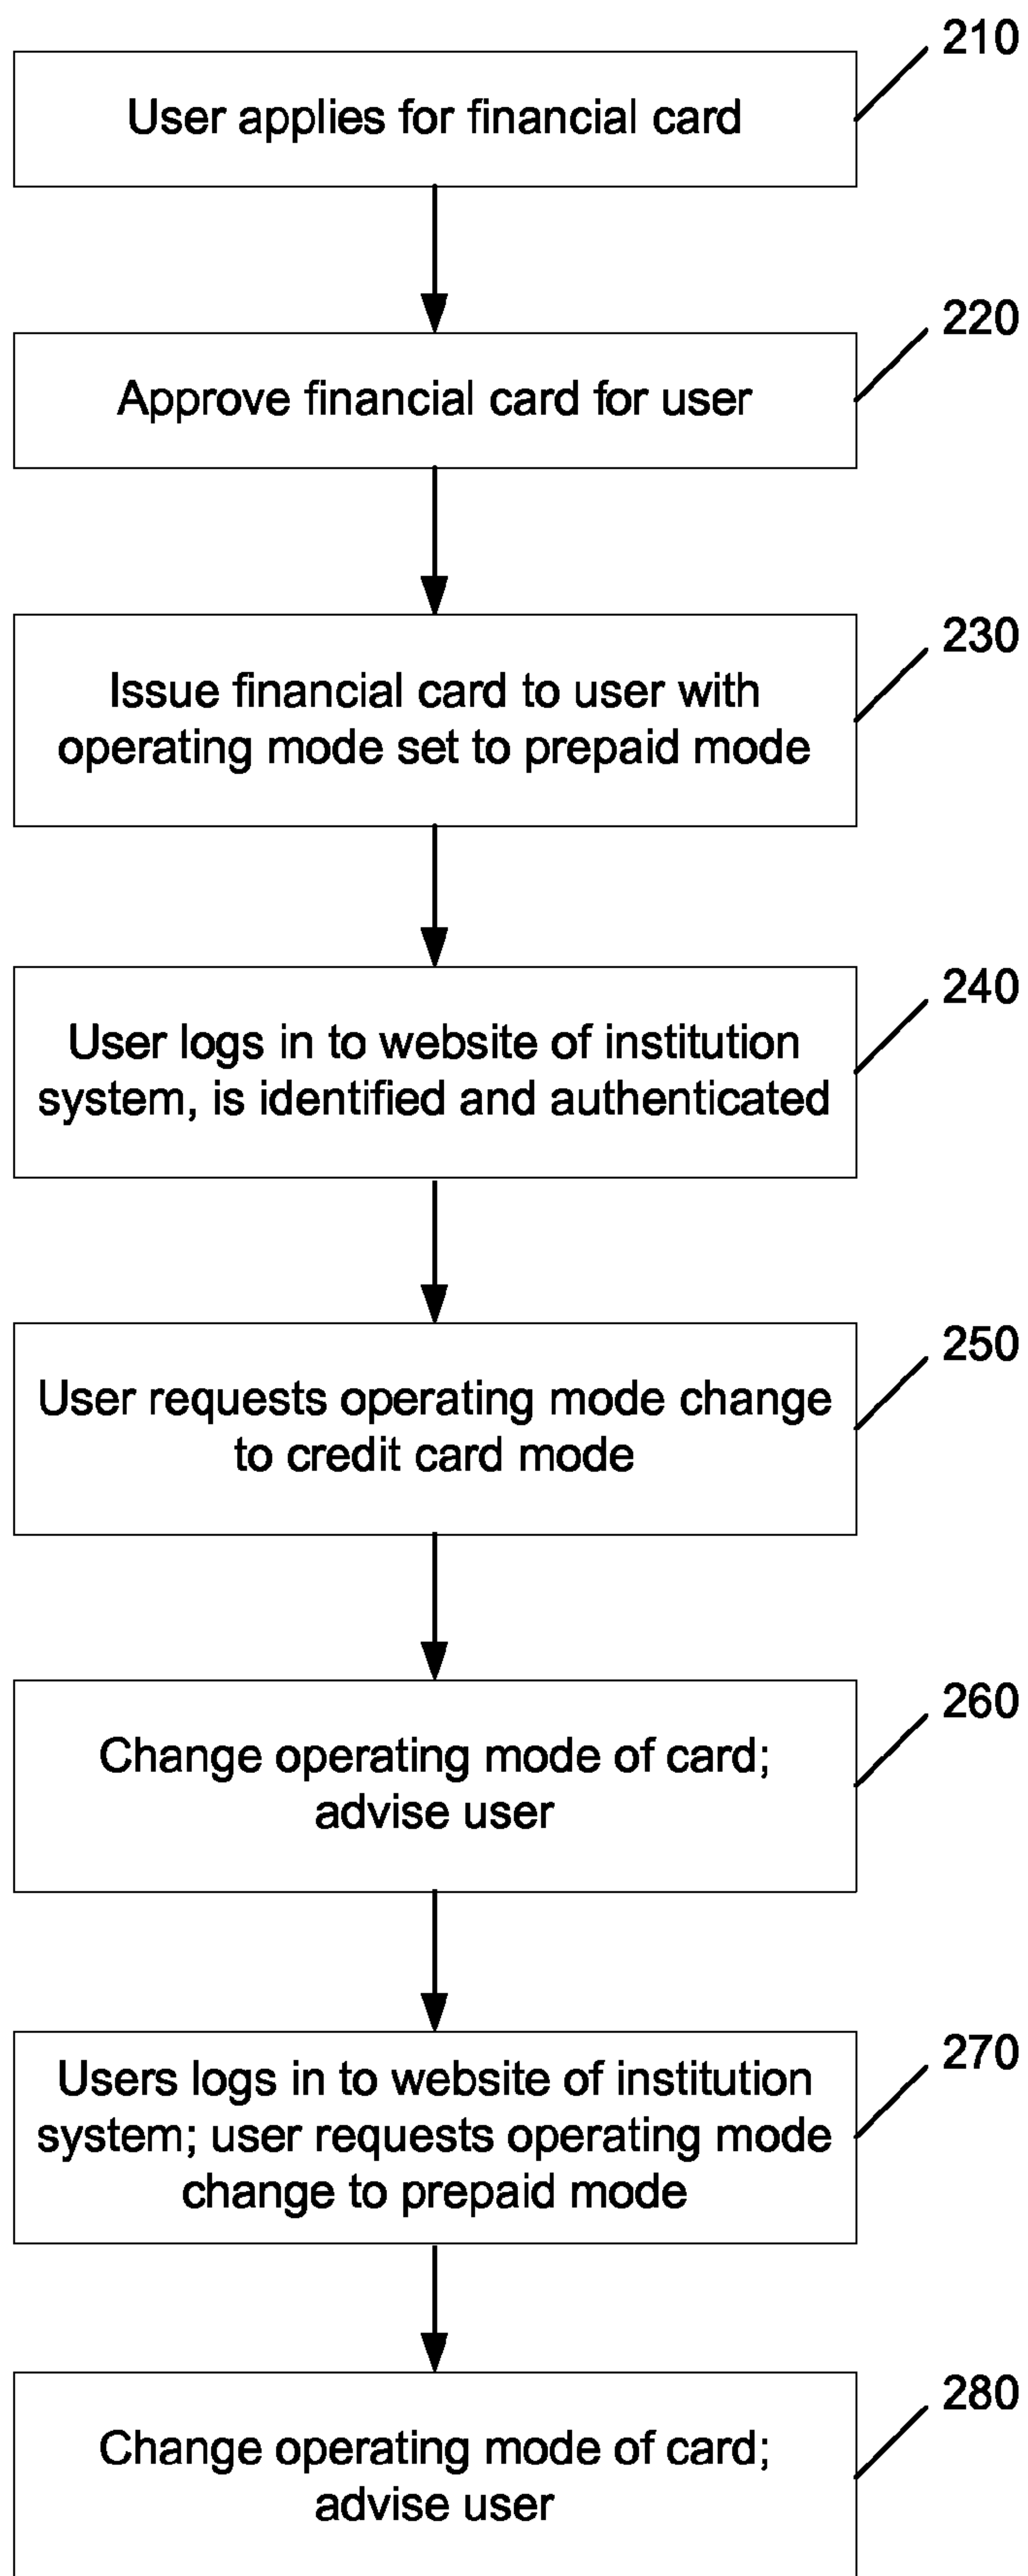 210
User applies for financial card
220
Approve financial card for user
230
Issue financial card to user with
operating mode set to prepaid mode
240
User logs in to website of institution
system, is identified and authenticated
250
User requests operating mode change
to credit card mode
260
Change operating mode of card;
advise user
270
Users logs in to website of institution
system; user requests operating mode
change to prepaid mode
280
Change operating mode of card;
advise user